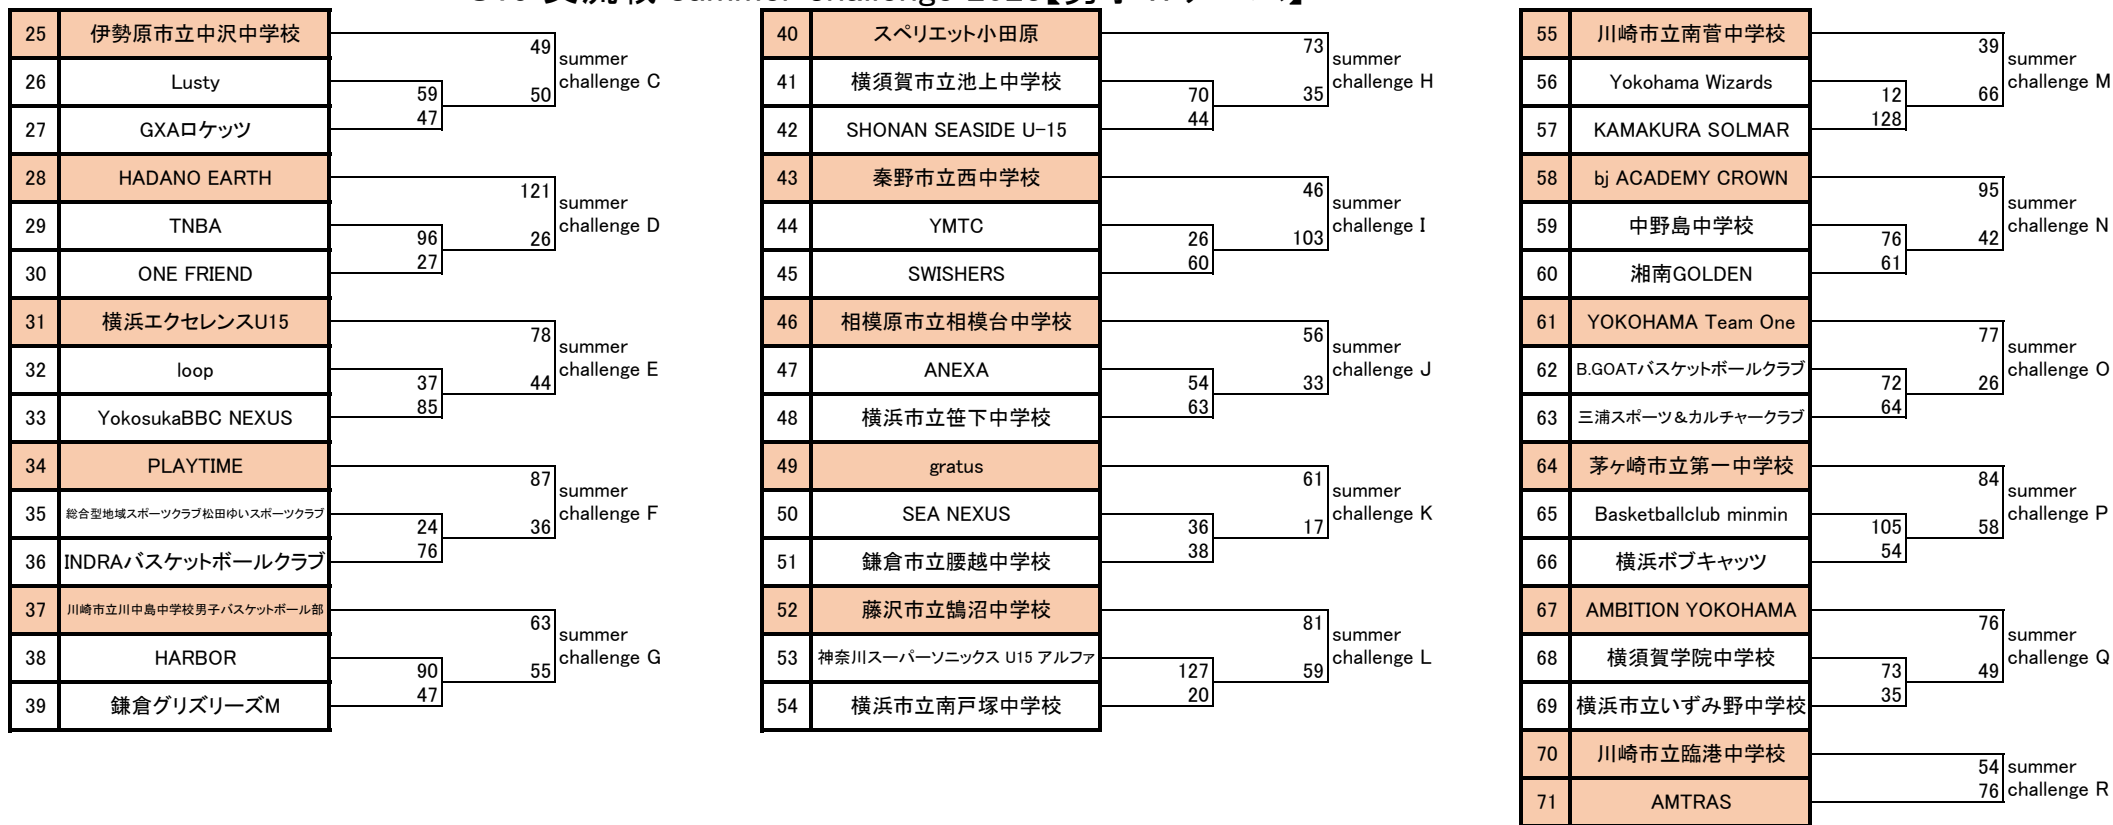 25 伊勢原市立中沢中学校
26 Lusty
27 GXAロケッツ
49
50
59
47
summer
challenge C
28 HADANO EARTH
29 TNBA
30 ONE FRIEND
121
26
96
27
summer
challenge D
31 横浜エクセレンスU15
32 loop
33 YokosukaBBC NEXUS
78
44
37
85
summer
challenge E
34 PLAYTIME
35 総合型地域スポーツクラブ松田ゆいスポーツクラブ
36 INDRAバスケットボールクラブ
87
36
24
76
summer
challenge F
37 川崎市立川中島中学校男子バスケットボール部
38 HARBOR
39 鎌倉グリズリーズM
63
55
90
47
summer
challenge G
40 スペリエット小田原
41 横須賀市立池上中学校
42 SHONAN SEASIDE U-15
73
35
70
44
summer
challenge H
43 秦野市立西中学校
44 YMTC
45 SWISHERS
46
103
26
60
summer
challenge I
46 相模原市立相模台中学校
47 ANEXA
48 横浜市立笹下中学校
56
33
54
63
summer
challenge J
49 gratus
50 SEA NEXUS
51 鎌倉市立腰越中学校
61
17
36
38
summer
challenge K
52 藤沢市立鵠沼中学校
53 神奈川スーパーソニックス U15 アルファ
54 横浜市立南戸塚中学校
81
59
127
20
summer
challenge L
55 川崎市立南菅中学校
56 Yokohama Wizards
57 KAMAKURA SOLMAR
39
66
12
128
summer
challenge M
58 bj ACADEMY CROWN
59 中野島中学校
60 湘南GOLDEN
95
42
76
61
summer
challenge N
61 YOKOHAMA Team One
62 B.GOATバスケットボールクラブ
63 三浦スポーツ&カルチャークラブ
77
26
72
64
summer
challenge O
64 茅ヶ崎市立第一中学校
65 Basketballclub minmin
66 横浜ボブキャッツ
84
58
105
54
summer
challenge P
67 AMBITION YOKOHAMA
68 横須賀学院中学校
69 横浜市立いずみ野中学校
76
49
73
35
summer
challenge Q
70 川崎市立臨港中学校
71 AMTRAS
54
76
summer
challenge R